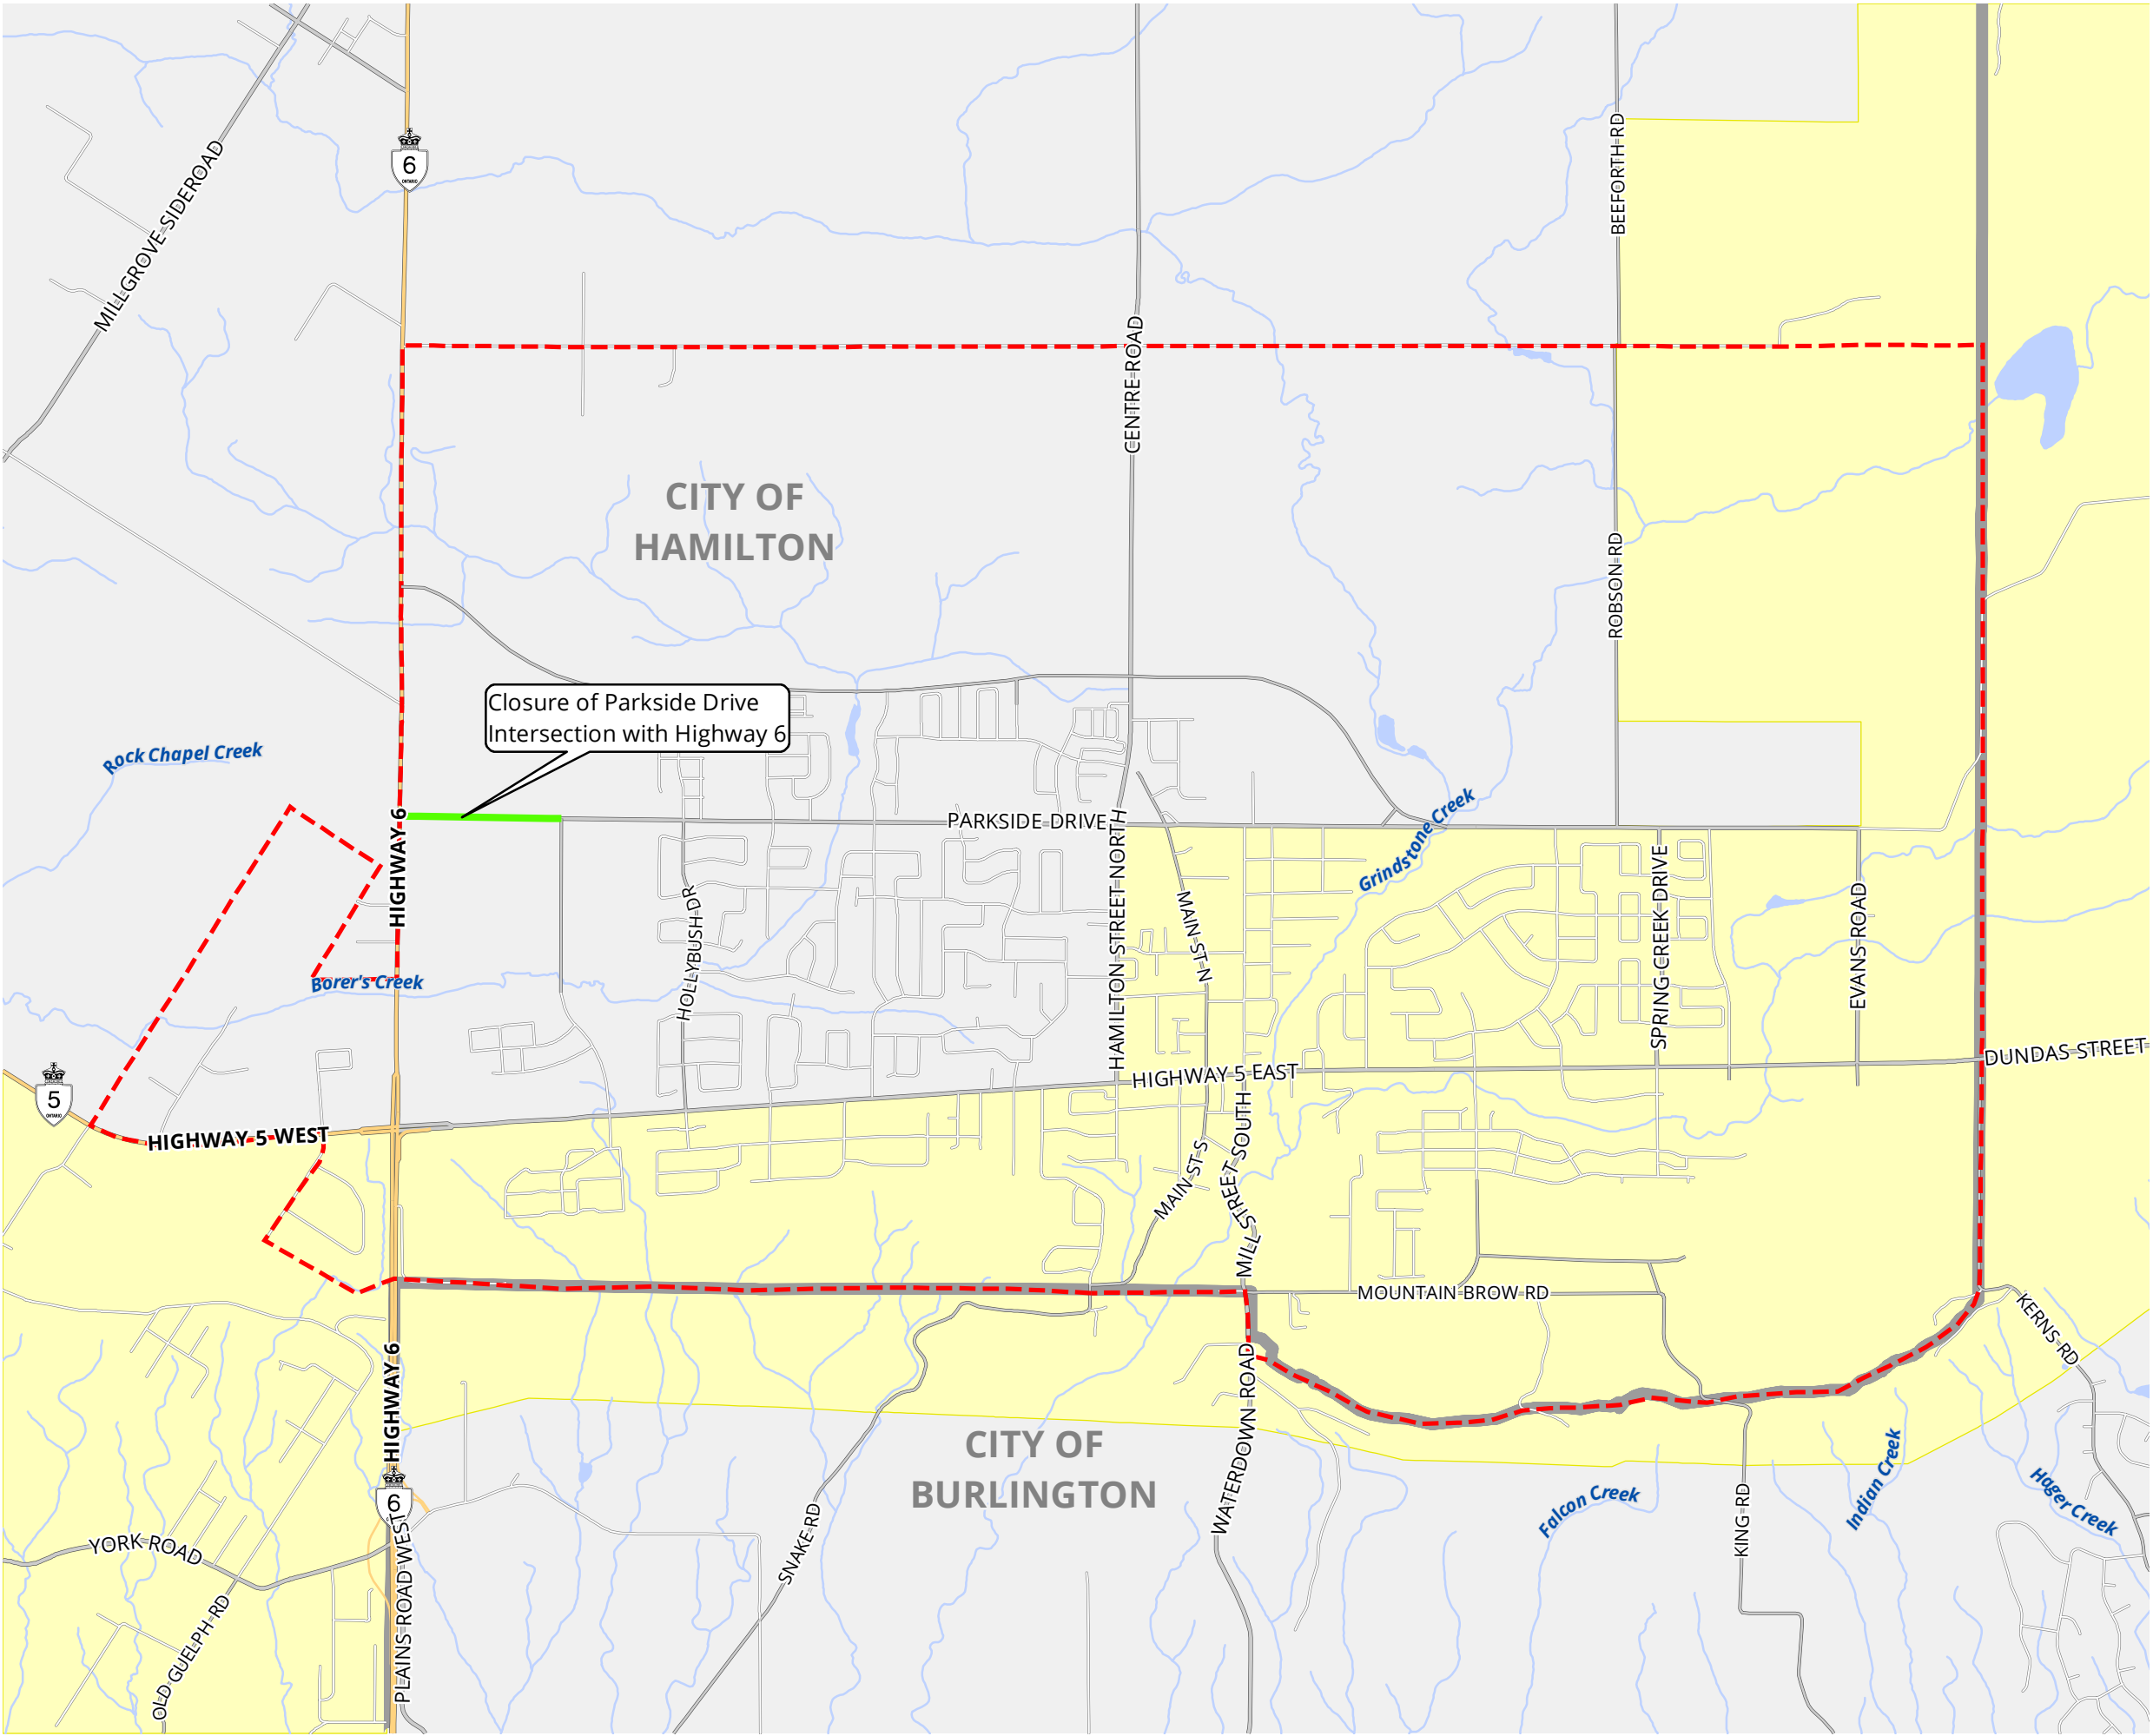 BEEFORTH RD
6
ONTARIO
MILLGROVE SIDEROAD
CENTRE ROAD
CITY OF
HAMILTON
ROBSON RD
Closure of Parkside Drive
Intersection with Highway 6
Rock Chapel Creek
HIGHWAY 6
PARKSIDE DRIVE
Grindstone Creek
HOLLYBUSH DR
HAMILTON STREET NORTH
MAIN ST N
SPRING CREEK DRIVE
EVANS ROAD
Borer's Creek
5
ONTARIO
HIGHWAY 5 WEST
HIGHWAY 5 EAST
DUNDAS STREET
MAIN ST S
MILL STREET SOUTH
MOUNTAIN BROW RD
KERNS RD
HIGHWAY 6
CITY OF
BURLINGTON
WATERDOWN ROAD
6
Falcon Creek
KING RD
Indian Creek
Hager Creek
YORK ROAD
SNAKE RD
PLAINS ROAD WEST
OLD GUELPH RD